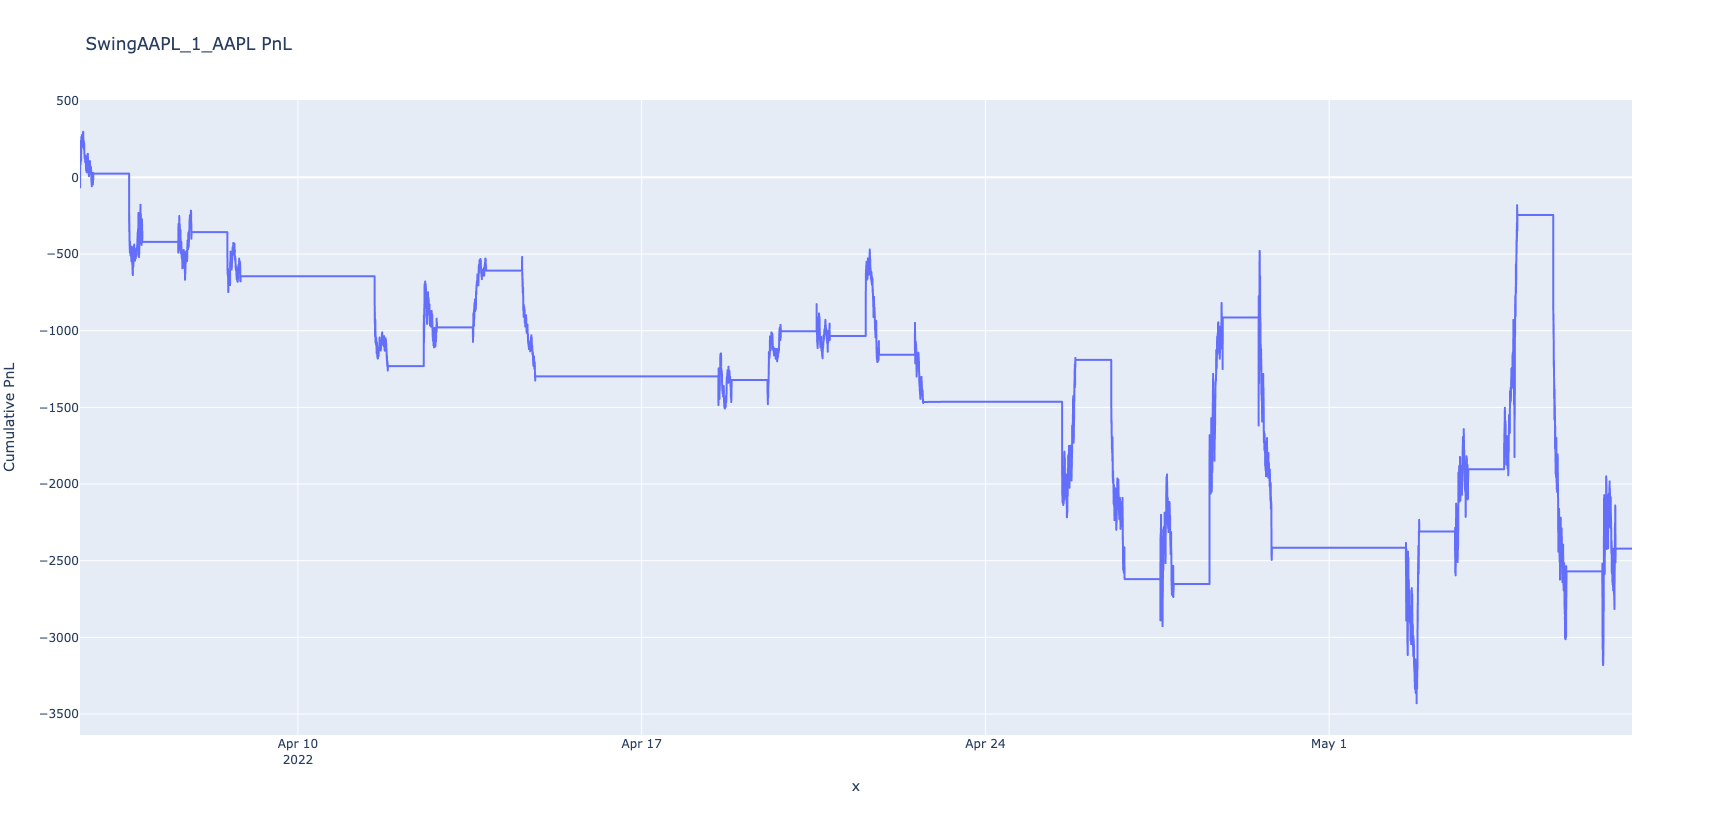 SwingAAPL_1_AAPL PnL
500
0
−500
−1000
−1500
−2000
−2500
−3000
−3500
Cumulative PnL
Apr 10
2022
Apr 17
Apr 24
May 1
x